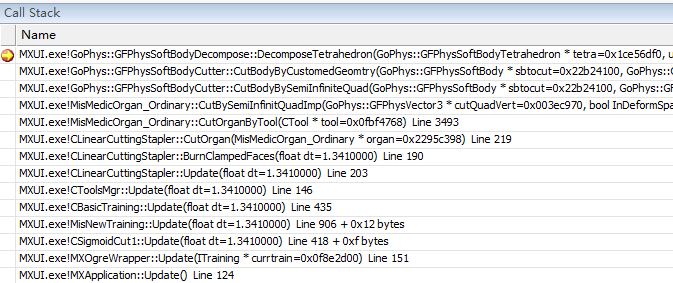 Call Stack
Name
MXUI.exe!GoPhys::GFPhysSoftBodyDecompose::DecomposeTetrahedron(GoPhys::GFPhysSoftBodyTetrahedron * tetra=0x1ce56df0, u
MXUI.exe!GoPhys::GFPhysSoftBodyCutter::CutBodyByCustomedGeomtry(GoPhys::GFPhysSoftBody * sbtocut=0x22b24100, GoPhys::G
MXUI.exe!GoPhys::GFPhysSoftBodyCutter::CutBodyBySemiInfiniteQuad(GoPhys::GFPhysSoftBody * sbtocut=0x22b24100, GoPhys::GF
MXUI.exe!MisMedicOrgan_Ordinary::CutBySemiInfinitQuadImp(GoPhys::GFPhysVector3 * cutQuadVert=0x003ec970, bool InDeformSpa
MXUI.exe!MisMedicOrgan_Ordinary::CutOrganByTool(CTool * tool=0x0fbf4768) Line 3493
MXUI.exe!CLinearCuttingStapler::CutOrgan(MisMedicOrgan_Ordinary * organ=0x2295c398) Line 219
MXUI.exe!CLinearCuttingStapler::BurnClampedFaces(float dt=1.3410000) Line 190
MXUI.exe!CLinearCuttingStapler::Update(float dt=1.3410000) Line 203
MXUI.exe!CToolsMgr::Update(float dt=1.3410000) Line 146
MXUI.exe!CBasicTraining::Update(float dt=1.3410000) Line 435
MXUI.exe!MisNewTraining::Update(float dt=1.3410000) Line 906 + 0x12 bytes
MXUI.exe!CSigmoidCut1::Update(float dt=1.3410000) Line 418 + 0xf bytes
MXUI.exe!MXOgreWrapper::Update(ITraining * currtrain=0x0f8e2d00) Line 151
MXUI.exe!MXApplication::Update() Line 124